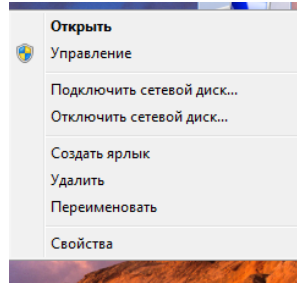 Открыть
Управление
Подключить сетевой диск...
Отключить сетевой диск...
Создать ярлык
Удалить
Переименовать
Свойства